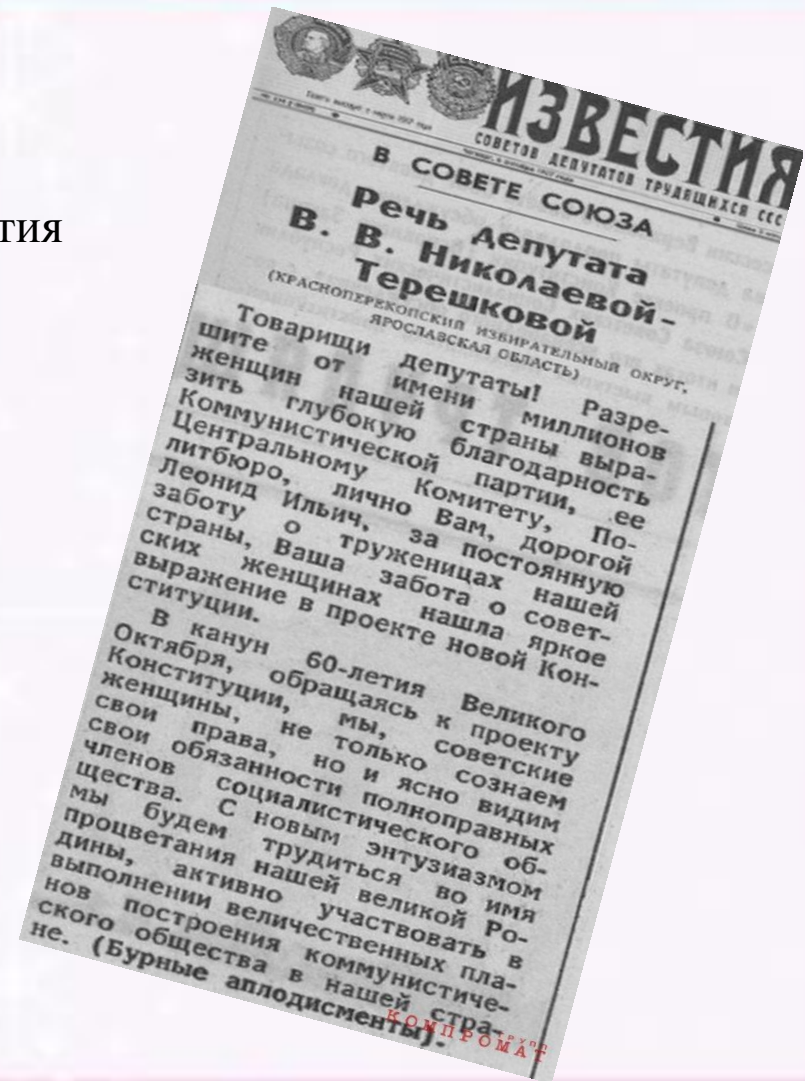 тия
ИЗВЕСТИЯ
СОВЕТОВ ДЕПУТАТОВ ТРУДЯЩИХСЯ ССС
В СОВЕТЕ СОЮЗА
Речь депутата
В. В. Николаевой-
Терешковой
(КРАСНОПЕРЕКОПСКИЙ ИЗБИРАТЕЛЬНЫЙ ОКРУГ,
ЯРОСЛАВСКАЯ ОБЛАСТЬ)
Товарищи депутаты! Разре-
шите от имени миллионов
женщин нашей страны выра-
зить глубокую благодарность
Коммунистической партии, ее
Центральному Комитету, По-
литбюро, лично Вам, дорогой
Леонид Ильич, за постоянную
заботу о труженицах нашей
страны, Ваша забота о совет-
ских женщинах нашла яркое
выражение в проекте новой Кон-
ституции.
В канун 60-летия Великого
Октября, обращаясь к проекту
Конституции, мы, советские
женщины, не только сознаем
свои права, но и ясно видим
свои обязанности полноправных
членов социалистического об-
щества. С новым энтузиазмом
мы будем трудиться во имя
процветания нашей великой Ро-
дины, активно участвовать в
выполнении величественных пла-
нов построения коммунистиче-
ского общества в нашей стра-
не. (Бурные аплодисменты).
КОМПРОМАТ
ГРУПП